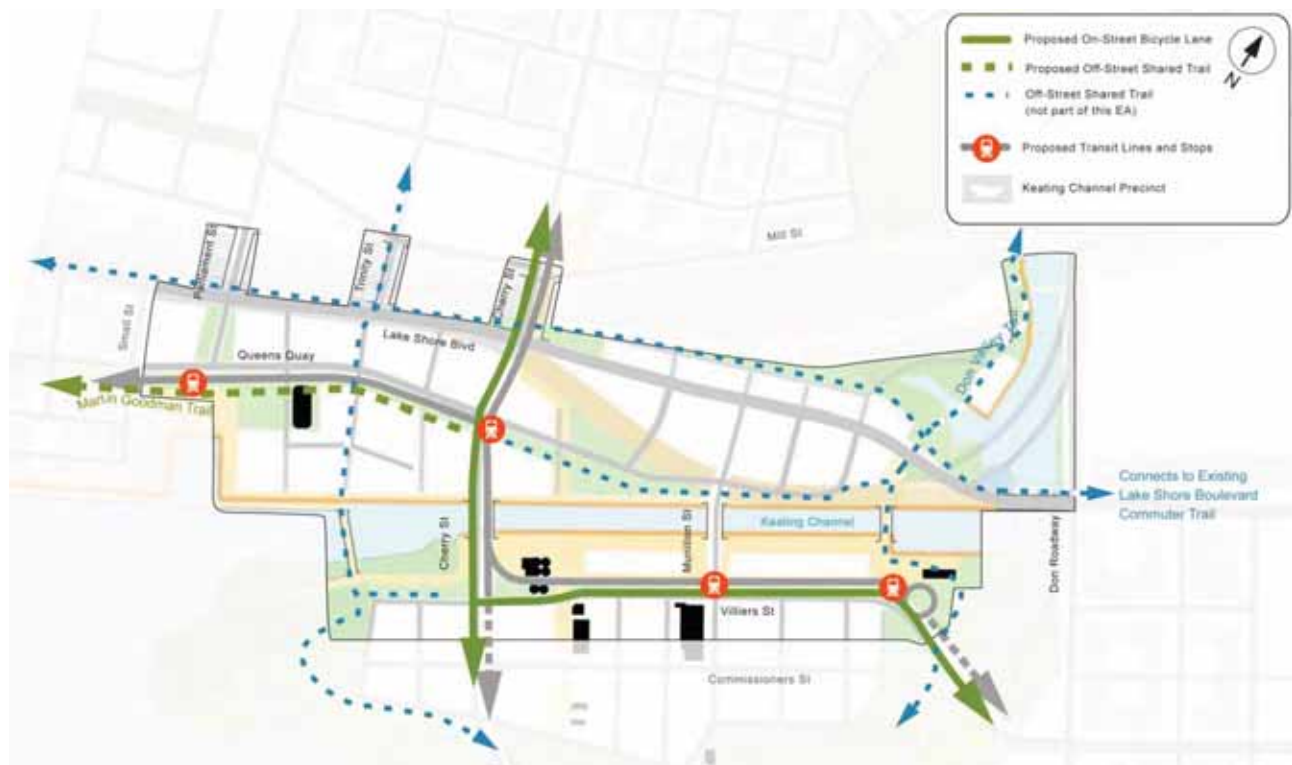 Proposed On-Street Bicycle Lane
Proposed Off-Street Shared Trail
Off-Street Shared Trail
(not part of this EA)
Proposed Transit Lines and Stops
Keating Channel Precinct
N
Mill St
Parliament St
Trinity St
Cherry St
Small St
Lake Shore Blvd
Queens Quay
Don Valley Trail
Martin Goodman Trail
Connects to Existing
Lake Shore Boulevard
Commuter Trail
Cherry St
Munition St
Keating Channel
Don Roadway
Villiers St
Commissioners St